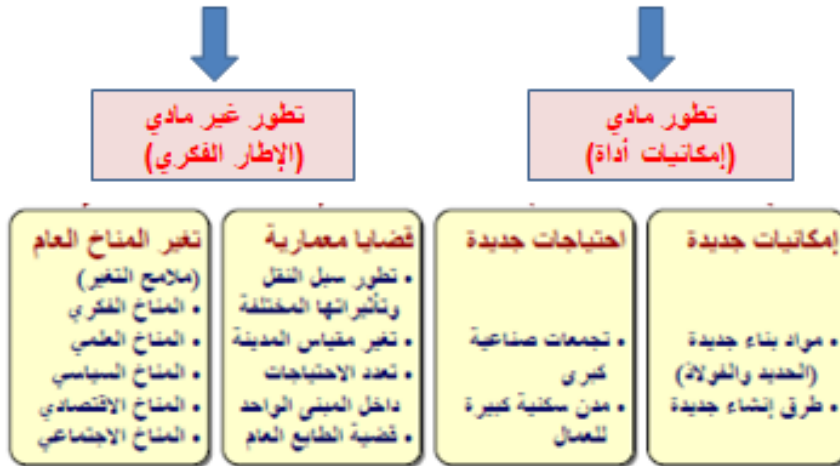 تطور مادي
(إمكانيات أداة)
تطور غير مادي
(الإطار الفكري)
إمكانيات جديدة
• مواد بناء جديدة
(الحديد والفولاذ)
• طرق إنشاء جديدة
احتياجات جديدة
• تجمعات صناعية
كبرى
• مدن سكنية كبيرة
للعمال
قضايا معمارية
• تطور سبل النقل
وتأثيراتها المختلفة
• تغير مقياس المدينة
• تعدد الاحتياجات
داخل المبنى الواحد
• قضية الطابع العام
تغير المناخ العام
(ملامح التغير)
• المناخ الفكري
• المناخ العلمي
• المناخ السياسي
• المناخ الاقتصادي
• المناخ الاجتماعي